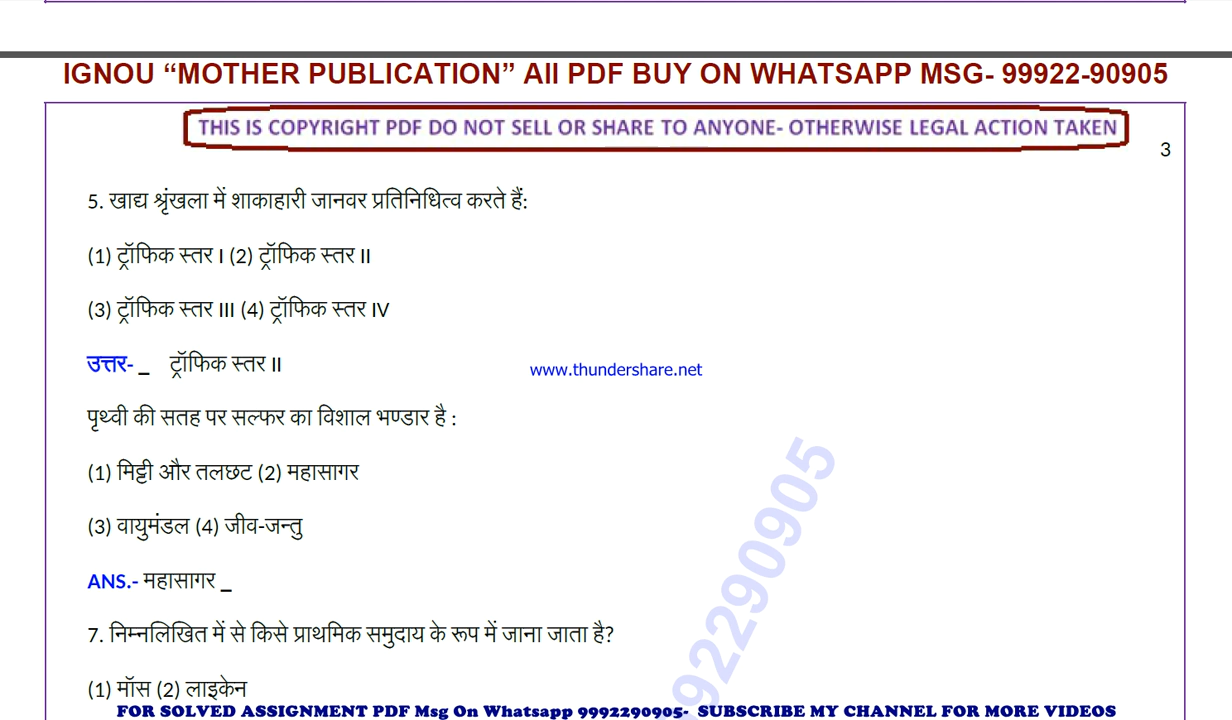 IGNOU “MOTHER PUBLICATION” All PDF BUY ON WHATSAPP MSG- 99922-90905
THIS IS COPYRIGHT PDF DO NOT SELL OR SHARE TO ANYONE- OTHERWISE LEGAL ACTION TAKEN
3
5. खाद्य श्रृंखला में शाकाहारी जानवर प्रतिनिधित्व करते हैं:
(1) ट्रॉफिक स्तर I (2) ट्रॉफिक स्तर II
(3) ट्रॉफिक स्तर III (4) ट्रॉफिक स्तर IV
उत्तर- _ ट्रॉफिक स्तर II
www.thundershare.net
पृथ्वी की सतह पर सल्फर का विशाल भण्डार है :
(1) मिट्टी और तलछट (2) महासागर
(3) वायुमंडल (4) जीव-जन्तु
ANS.- महासागर _
7. निम्नलिखित में से किसे प्राथमिक समुदाय के रूप में जाना जाता है?
(1) मॉस (2) लाइकेन
99229​0905
FOR SOLVED ASSIGNMENT PDF Msg On Whatsapp 9992290905- SUBSCRIBE MY CHANNEL FOR MORE VIDEOS